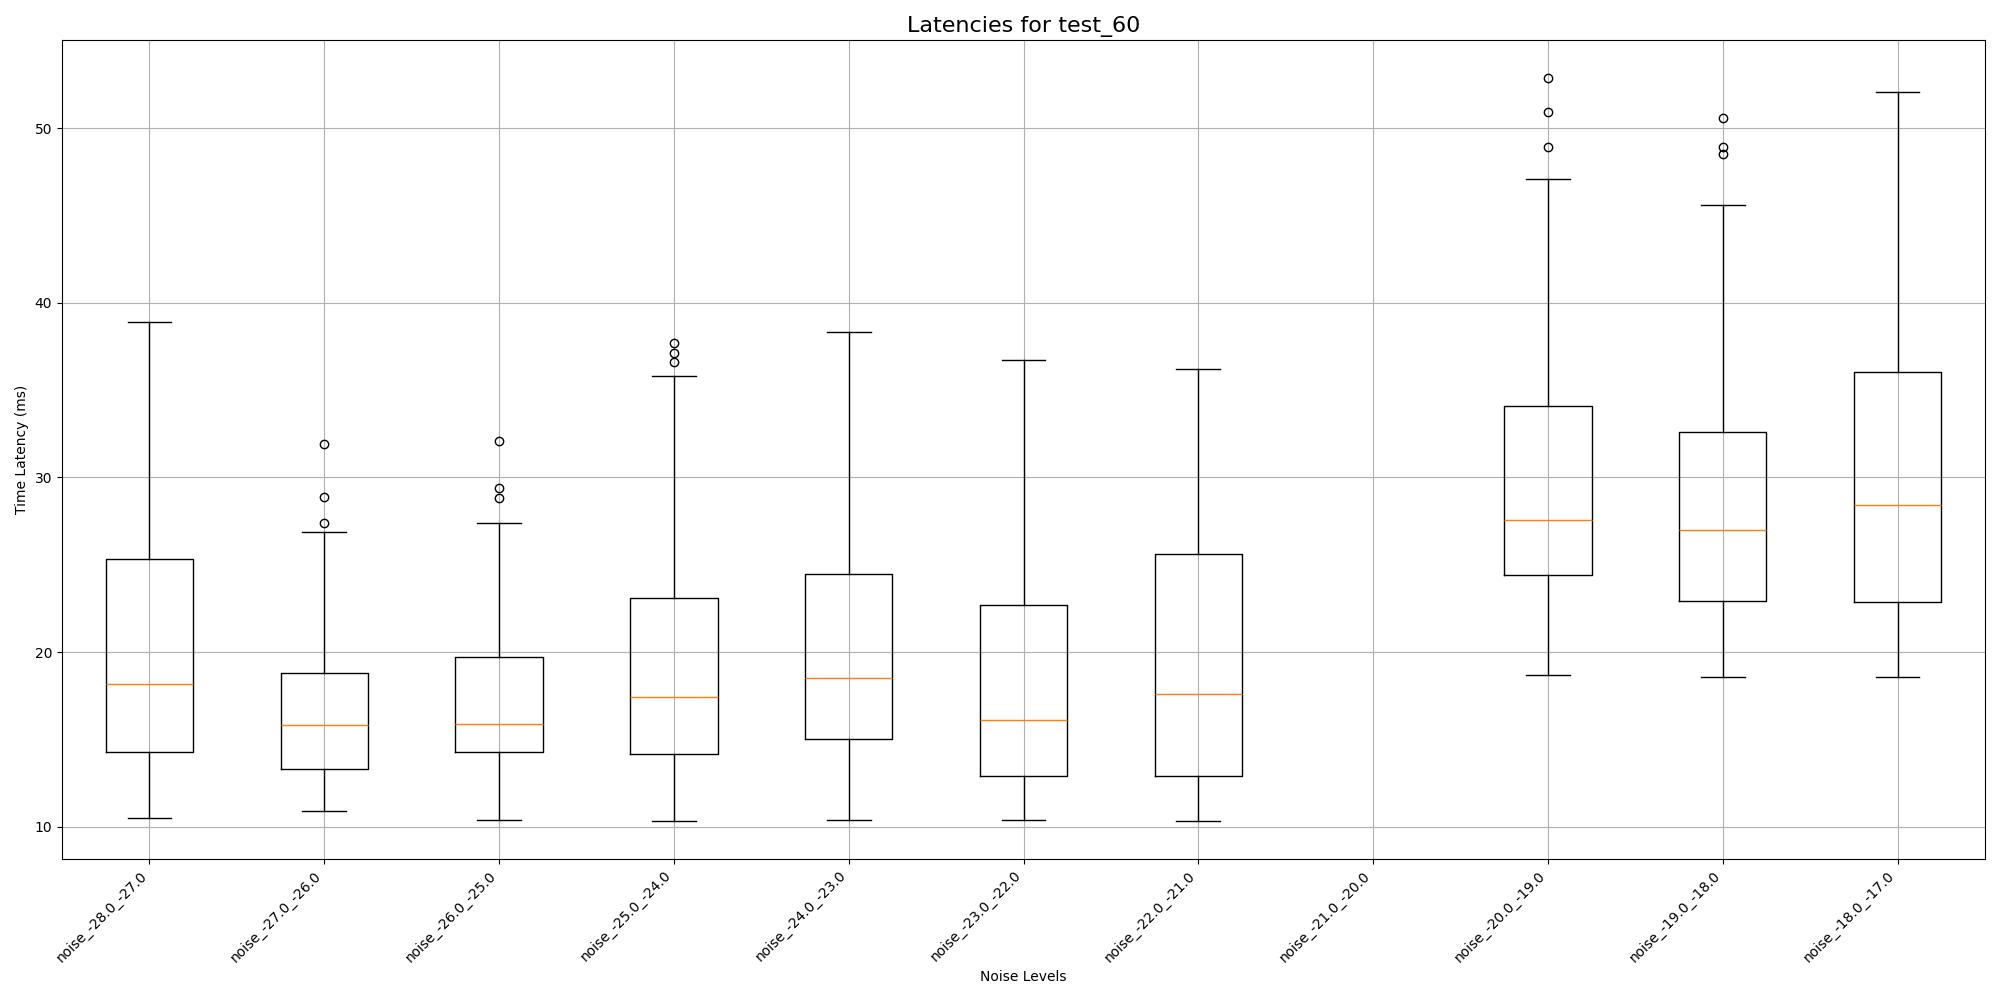 Latencies for test_60
Time Latency (ms)
50
40
30
20
10
noise_-28.0_-27.0
noise_-27.0_-26.0
noise_-26.0_-25.0
noise_-25.0_-24.0
noise_-24.0_-23.0
noise_-23.0_-22.0
noise_-22.0_-21.0
noise_-21.0_-20.0
noise_-20.0_-19.0
noise_-19.0_-18.0
noise_-18.0_-17.0
Noise Levels